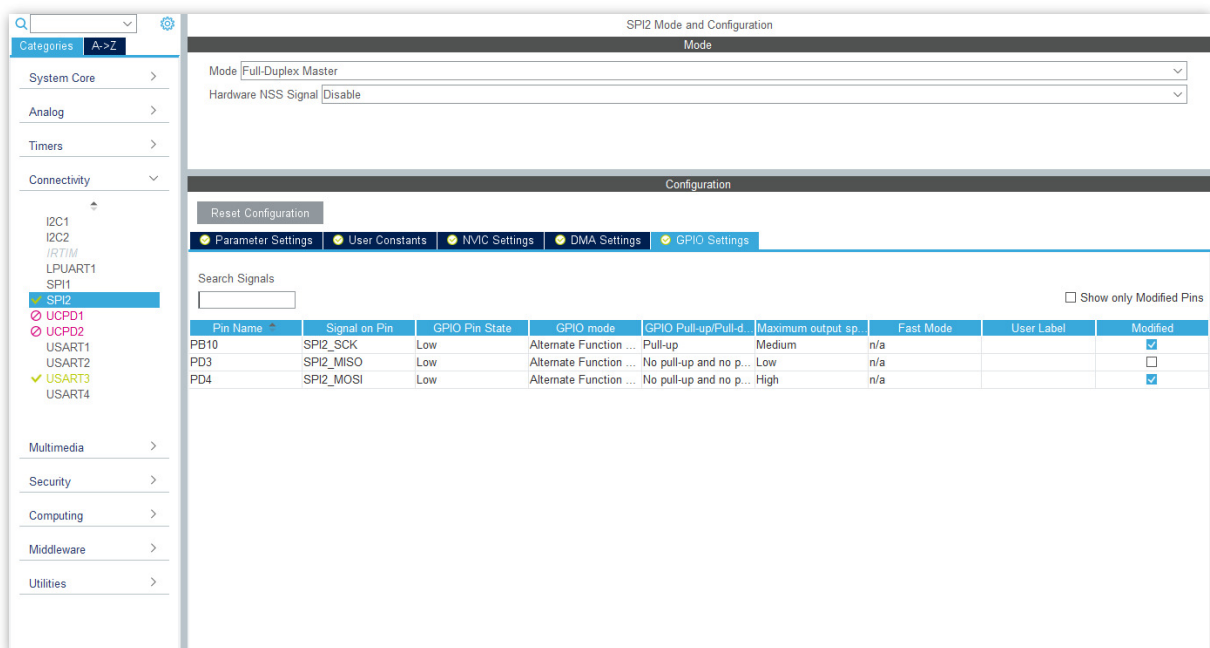 SPI2 Mode and Configuration
Categories A->Z
Mode
System Core
Mode Full-Duplex Master
Hardware NSS Signal Disable
Analog
Timers
Connectivity
Configuration
Reset Configuration
Parameter Settings User Constants NVIC Settings DMA Settings GPIO Settings
I2C1
I2C2
IRTIM
LPUART1
SPI1
SPI2
UCPD1
UCPD2
USART1
USART2
USART3
USART4
Search Signals
Show only Modified Pins
Pin Name Signal on Pin GPIO Pin State GPIO mode GPIO Pull-up/Pull-d... Maximum output sp... Fast Mode User Label Modified
PB10 SPI2_SCK Low Alternate Function ... Pull-up Medium n/a
PD3 SPI2_MISO Low Alternate Function ... No pull-up and no p... Low n/a
PD4 SPI2_MOSI Low Alternate Function ... No pull-up and no p... High n/a
Multimedia
Security
Computing
Middleware
Utilities